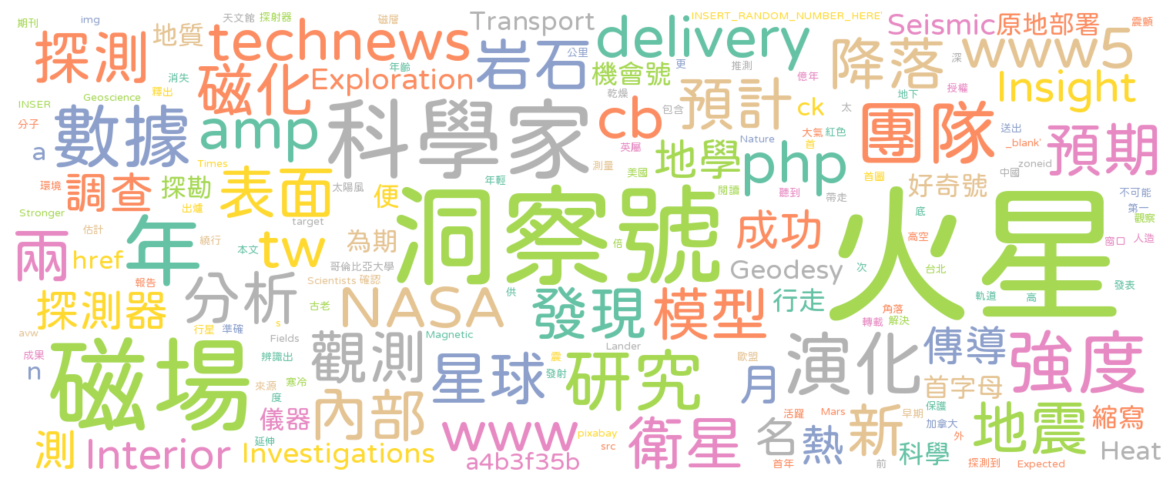 期刊 img 天文館 探射器 磁層 INSERT_RANDOM_NUMBER_HERE 震顫
探測 地質 technews Transport delivery Seismic 原地部署
岩石 公里 降落 www5
消失 年齡 機會號 更 推測 深
磁化 Exploration 預計 億年 授權 Insight
INSER Geoscience 釋出 乾燥 ck 地下
分子 數據 amp 科學家 cb 包含 太 團隊 送出 預期
a 英屬 Nature 大氣 紅色 _blank`
首 中國 zoneid
Times 地學 php
環境 調查 探勘 表面 太陽風 年輕 測量 美國 閱讀 聽到 首圖 好奇號 不可能
Stronger 出爐 target 便 帶走 第一
估計 繞行 洞察號 倍 成功 底 火星 觀察
兩 年 tw 為期 高空 窗口 人造
href 本文 哥倫比亞大學 Geodesy 次 台北
報告 分析 Scientists 確認 發表
探測器 古老 NASA 供 發現 模型 行走 軌道 高
行星 準確 角落
avw s Fields Magnetic 轉載 解決
成果 磁場 辨識出 觀測 星球 震 Lander 歐盟 演化 傳導 強度
n 來源 寒冷 發射 研究 月 首字母
度 早期 保護
儀器 內部 活躍 Mars 新 加拿大 縮寫
延伸 www pixabay 衛星 名 熱 外 地震
測 Interior Investigations src 科學 Heat
a4b3f35b 首年 前 探測到 Expected